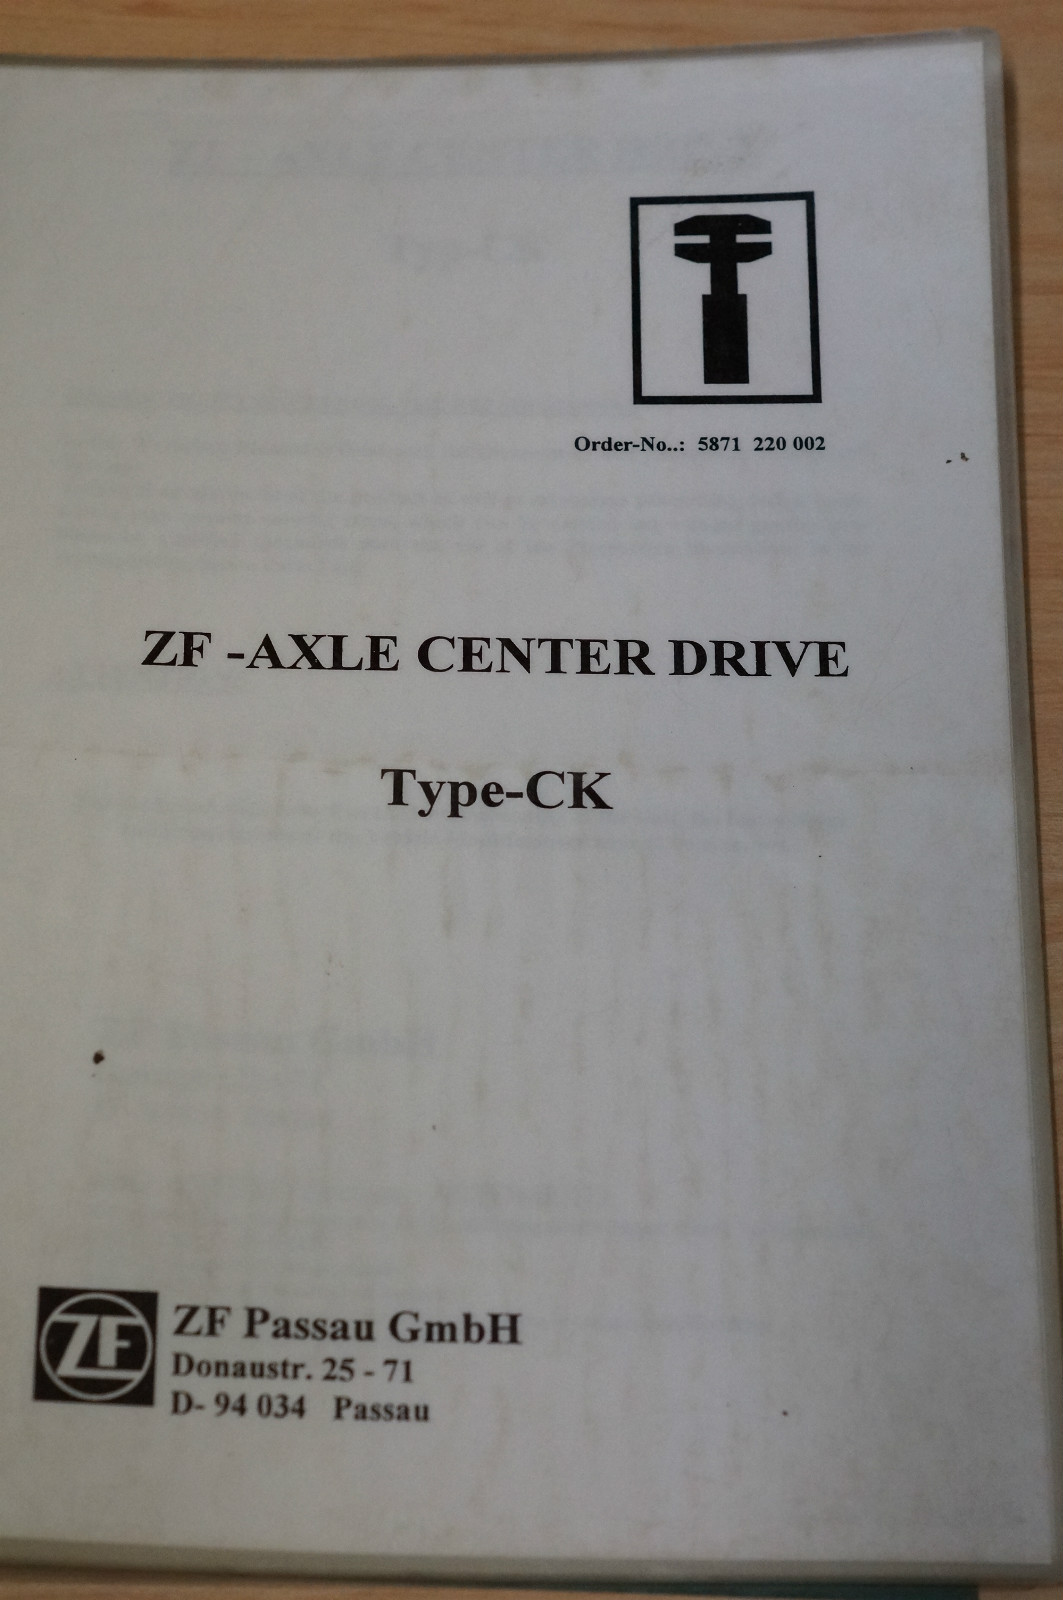 Order-No..: 5871 220 002
ZF -AXLE CENTER DRIVE
Type-CK
ZF
ZF Passau GmbH
Donaustr. 25 - 71
D- 94 034 Passau